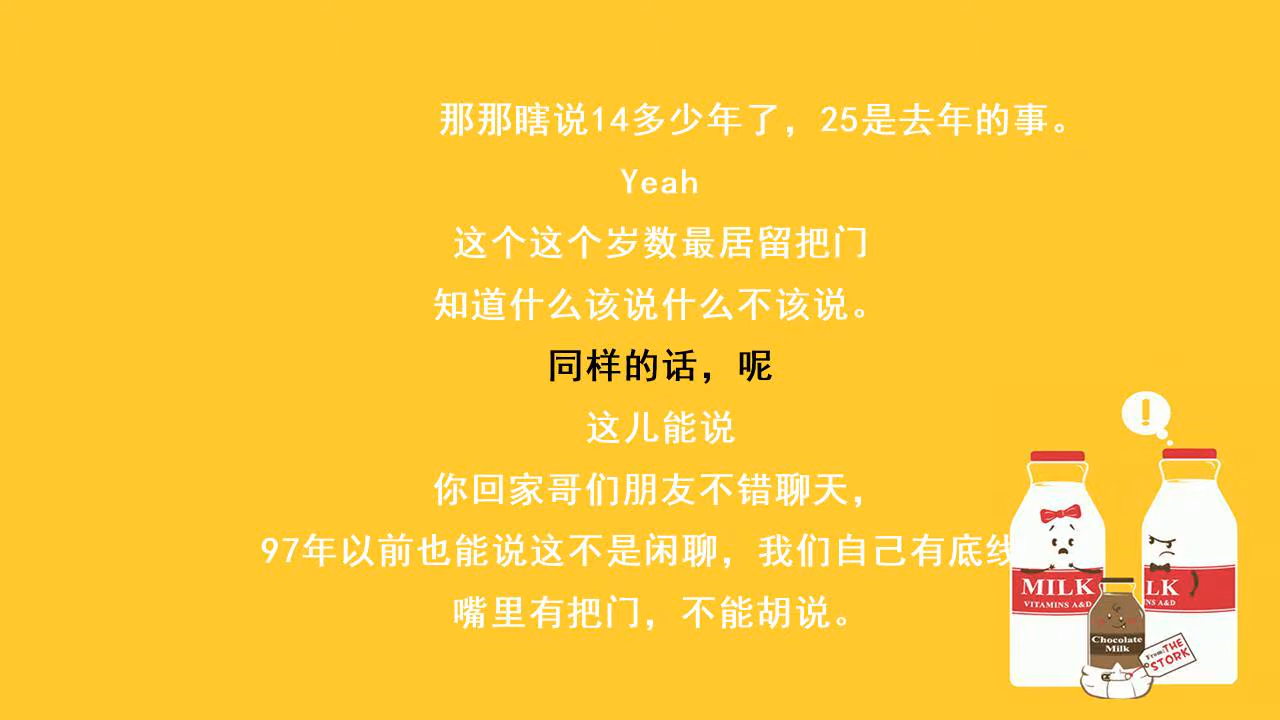 那那瞎说14多少年了，25是去年的事。
Yeah
这个这个岁数最居留把门
知道什么该说什么不该说。
同样的话，呢
这儿能说
你回家哥们朋友不错聊天，
97年以前也能说这不是闲聊，我们自己有底线
嘴里有把门，不能胡说。
!
MILK
VITAMINS A&D
LK
NS A&D
Chocolate
Milk
From: THE
STORK